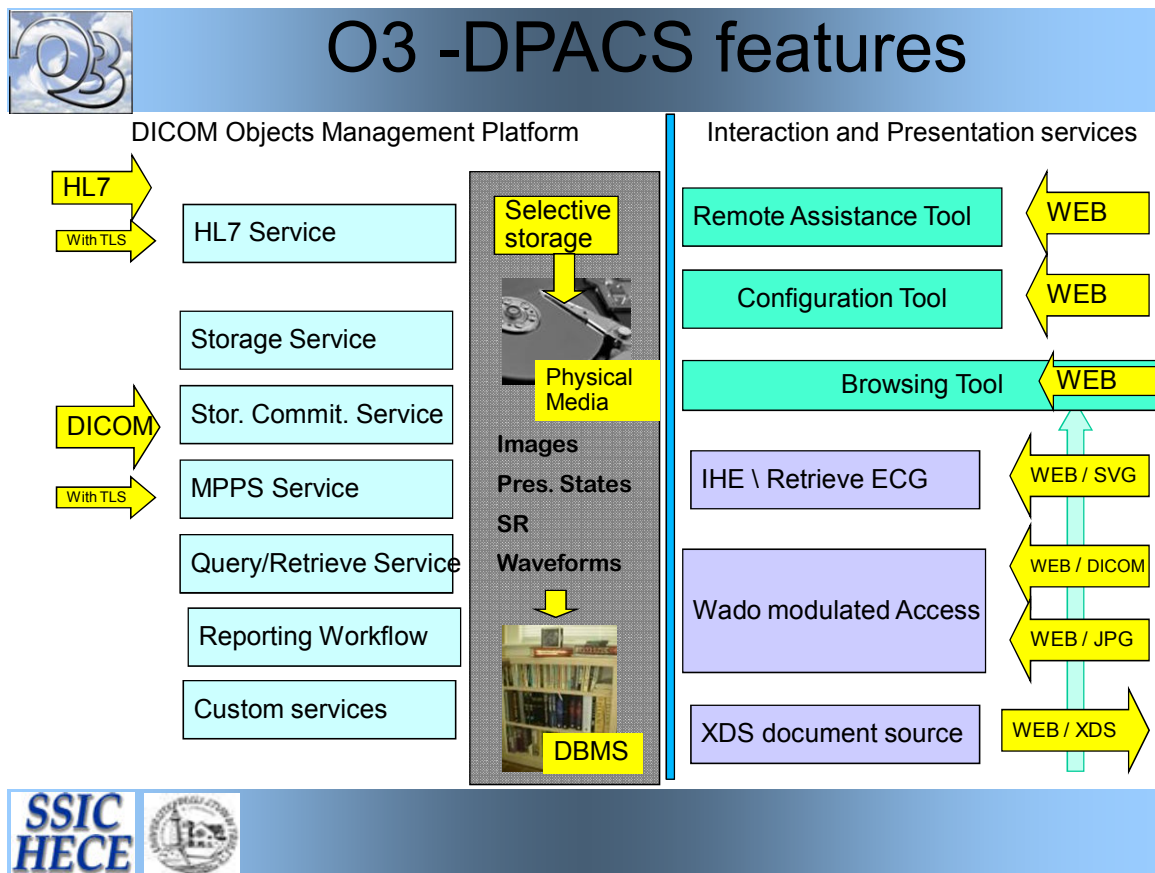 O3
O3 -DPACS features
DICOM Objects Management Platform
HL7
With TLS
HL7 Service
Storage Service
DICOM
Stor. Commit. Service
With TLS
MPPS Service
Query/Retrieve Service
Reporting Workflow
Custom services
Selective
storage
Physical
Media
Images
Pres. States
SR
Waveforms
DBMS
Interaction and Presentation services
Remote Assistance Tool
WEB
Configuration Tool
WEB
Browsing Tool
WEB
IHE \ Retrieve ECG
WEB / SVG
Wado modulated Access
WEB / DICOM
WEB / JPG
XDS document source
WEB / XDS
SSIC
HECE